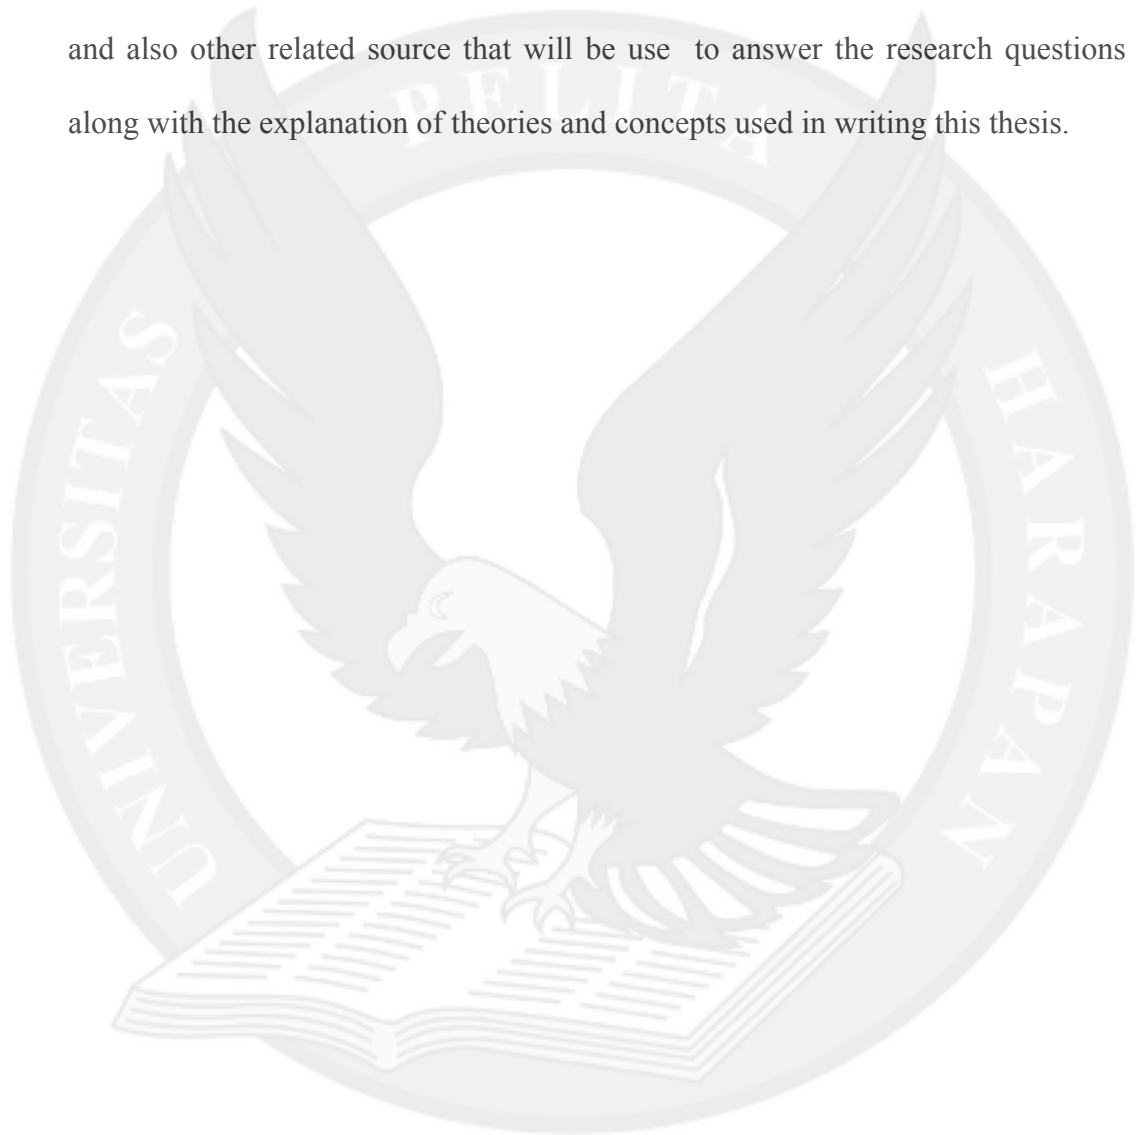 and also other related source that will be use  to answer the research questions
along with the explanation of theories and concepts used in writing this thesis.
UNIVERSITAS PELITA HARAPAN